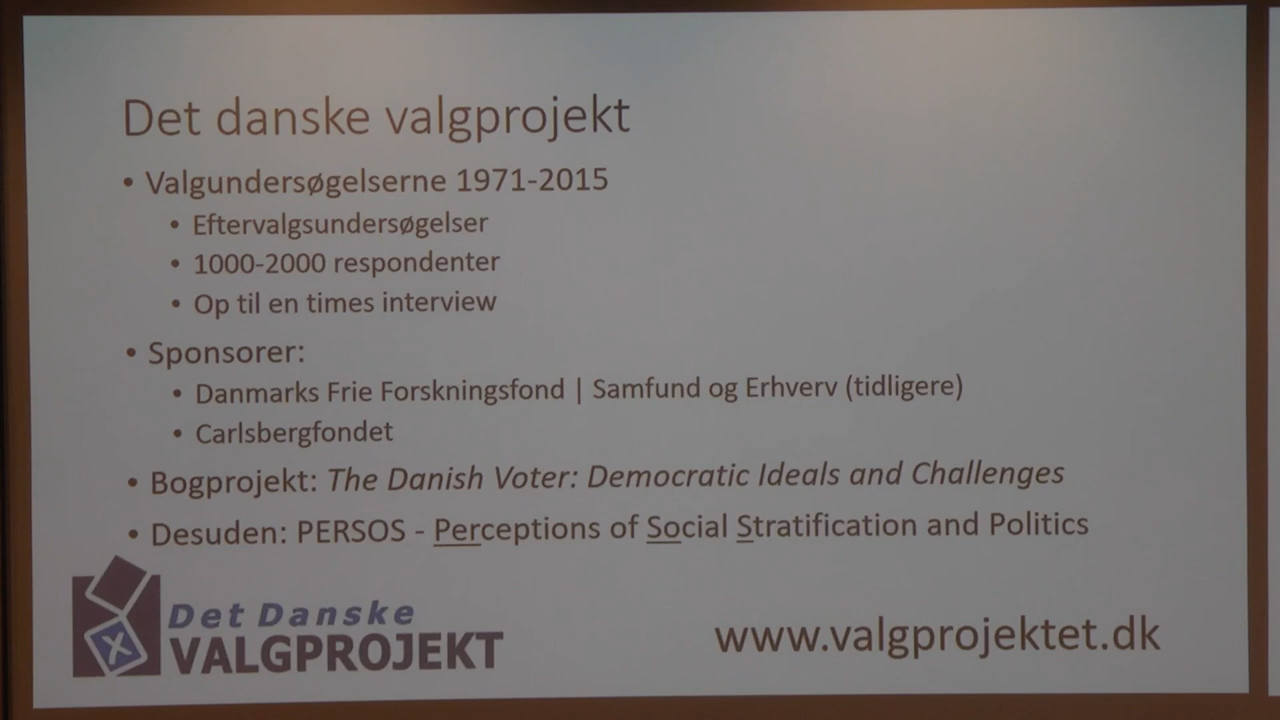 Det danske valgprojekt
• Valgundersøgelserne 1971-2015
• Eftervalgsundersøgelser
• 1000-2000 respondenter
• Op til en times interview
• Sponsorer:
• Danmarks Frie Forskningsfond | Samfund og Erhverv (tidligere)
• Carlsbergfondet
• Bogprojekt: The Danish Voter: Democratic Ideals and Challenges
• Desuden: PERSOS - Perceptions of Social Stratification and Politics
Det Danske
VALGPROJEKT
www.valgprojektet.dk